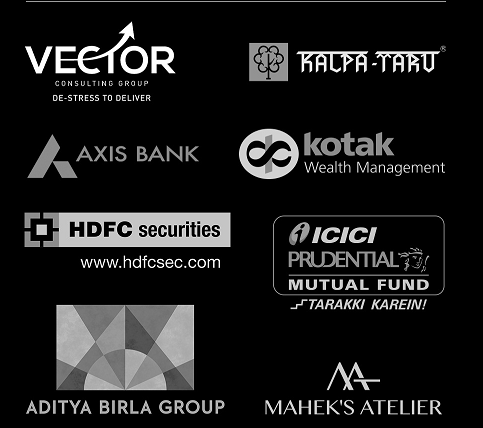 VECTOR
CONSULTING GROUP
DE-STRESS TO DELIVER
KALPA-TARU®
AXIS BANK
kotak
Wealth Management
HDFC securities
www.hdfcsec.com
ICICI
PRUDENTIAL
MUTUAL FUND
TARAKKI KAREIN!
ADITYA BIRLA GROUP
MAHEK'S ATELIER